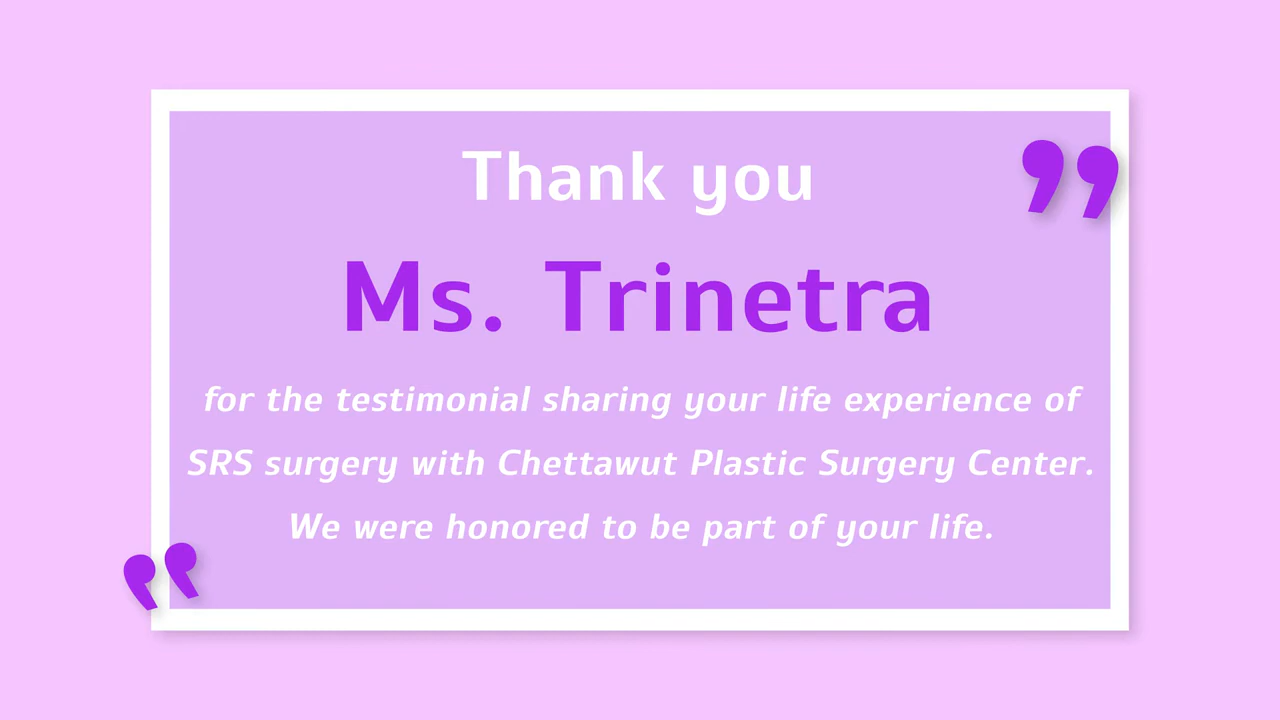 Thank you
Ms. Trinetra
for the testimonial sharing your life experience of
SRS surgery with Chettawut Plastic Surgery Center.
We were honored to be part of your life.